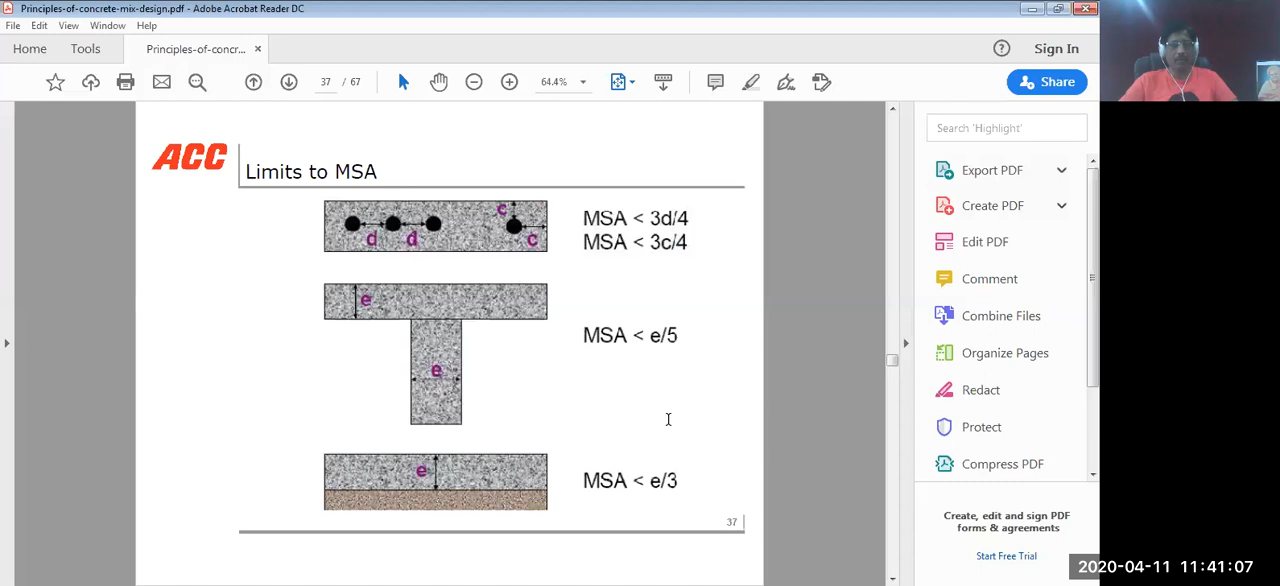 Principles-of-concrete-mix-design.pdf - Adobe Acrobat Reader DC
File Edit View Window Help
Home Tools Principles-of-concr... × Sign In
37 / 67 64.4% Share
ACC
Limits to MSA
c
d d c
MSA < 3d/4
MSA < 3c/4
e
e
MSA < e/5
e
MSA < e/3
37
Search 'Highlight'
Export PDF
Create PDF
Edit PDF
Comment
Combine Files
Organize Pages
Redact
Protect
Compress PDF
Create, edit and sign PDF
forms & agreements
Start Free Trial
2020-04-11 11:41:07